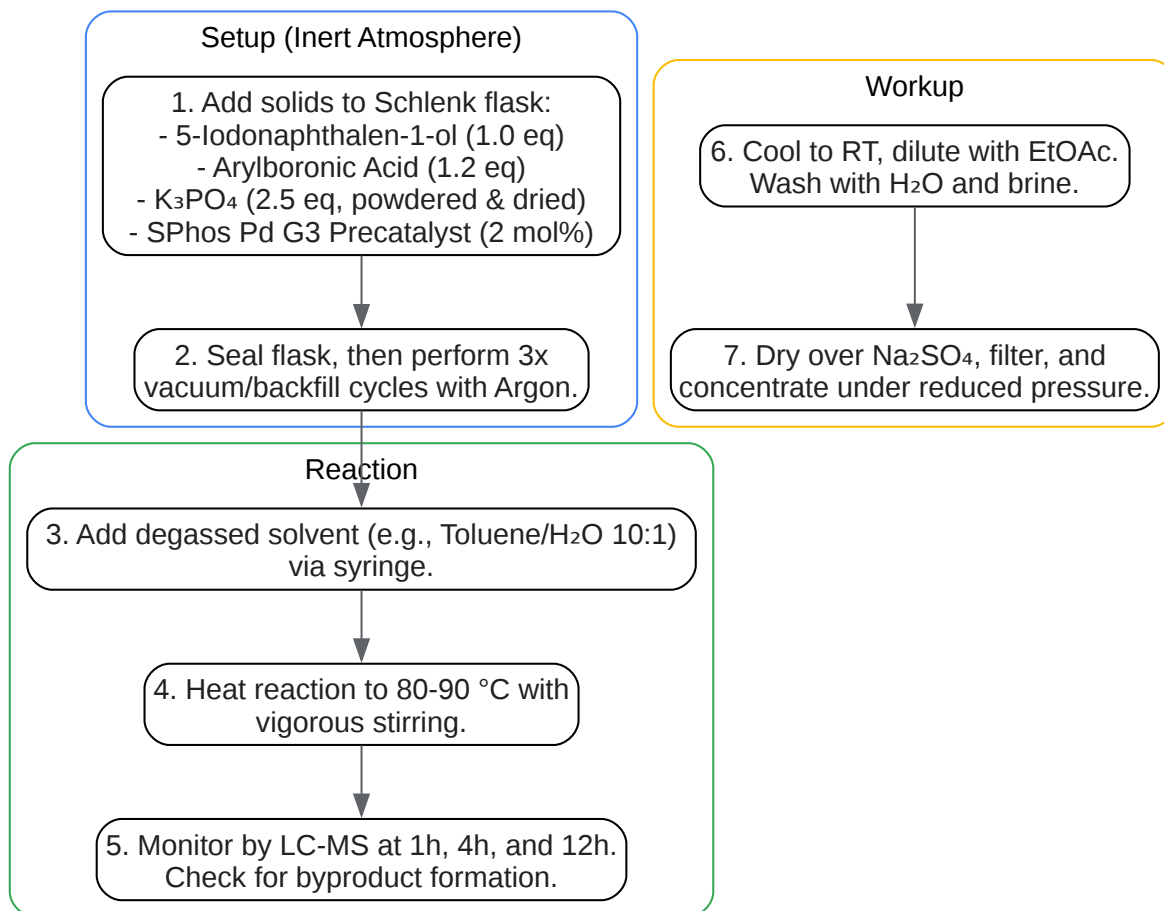 Setup (Inert Atmosphere)
1. Add solids to Schlenk flask:
- 5-Iodonaphthalen-1-ol (1.0 eq)
- Arylboronic Acid (1.2 eq)
- K₃PO₄ (2.5 eq, powdered & dried)
- SPhos Pd G3 Precatalyst (2 mol%)
2. Seal flask, then perform 3x
vacuum/backfill cycles with Argon.
Reaction
3. Add degassed solvent (e.g., Toluene/H₂O 10:1)
via syringe.
4. Heat reaction to 80-90 °C with
vigorous stirring.
5. Monitor by LC-MS at 1h, 4h, and 12h.
Check for byproduct formation.
Workup
6. Cool to RT, dilute with EtOAc.
Wash with H₂O and brine.
7. Dry over Na₂SO₄, filter, and
concentrate under reduced pressure.